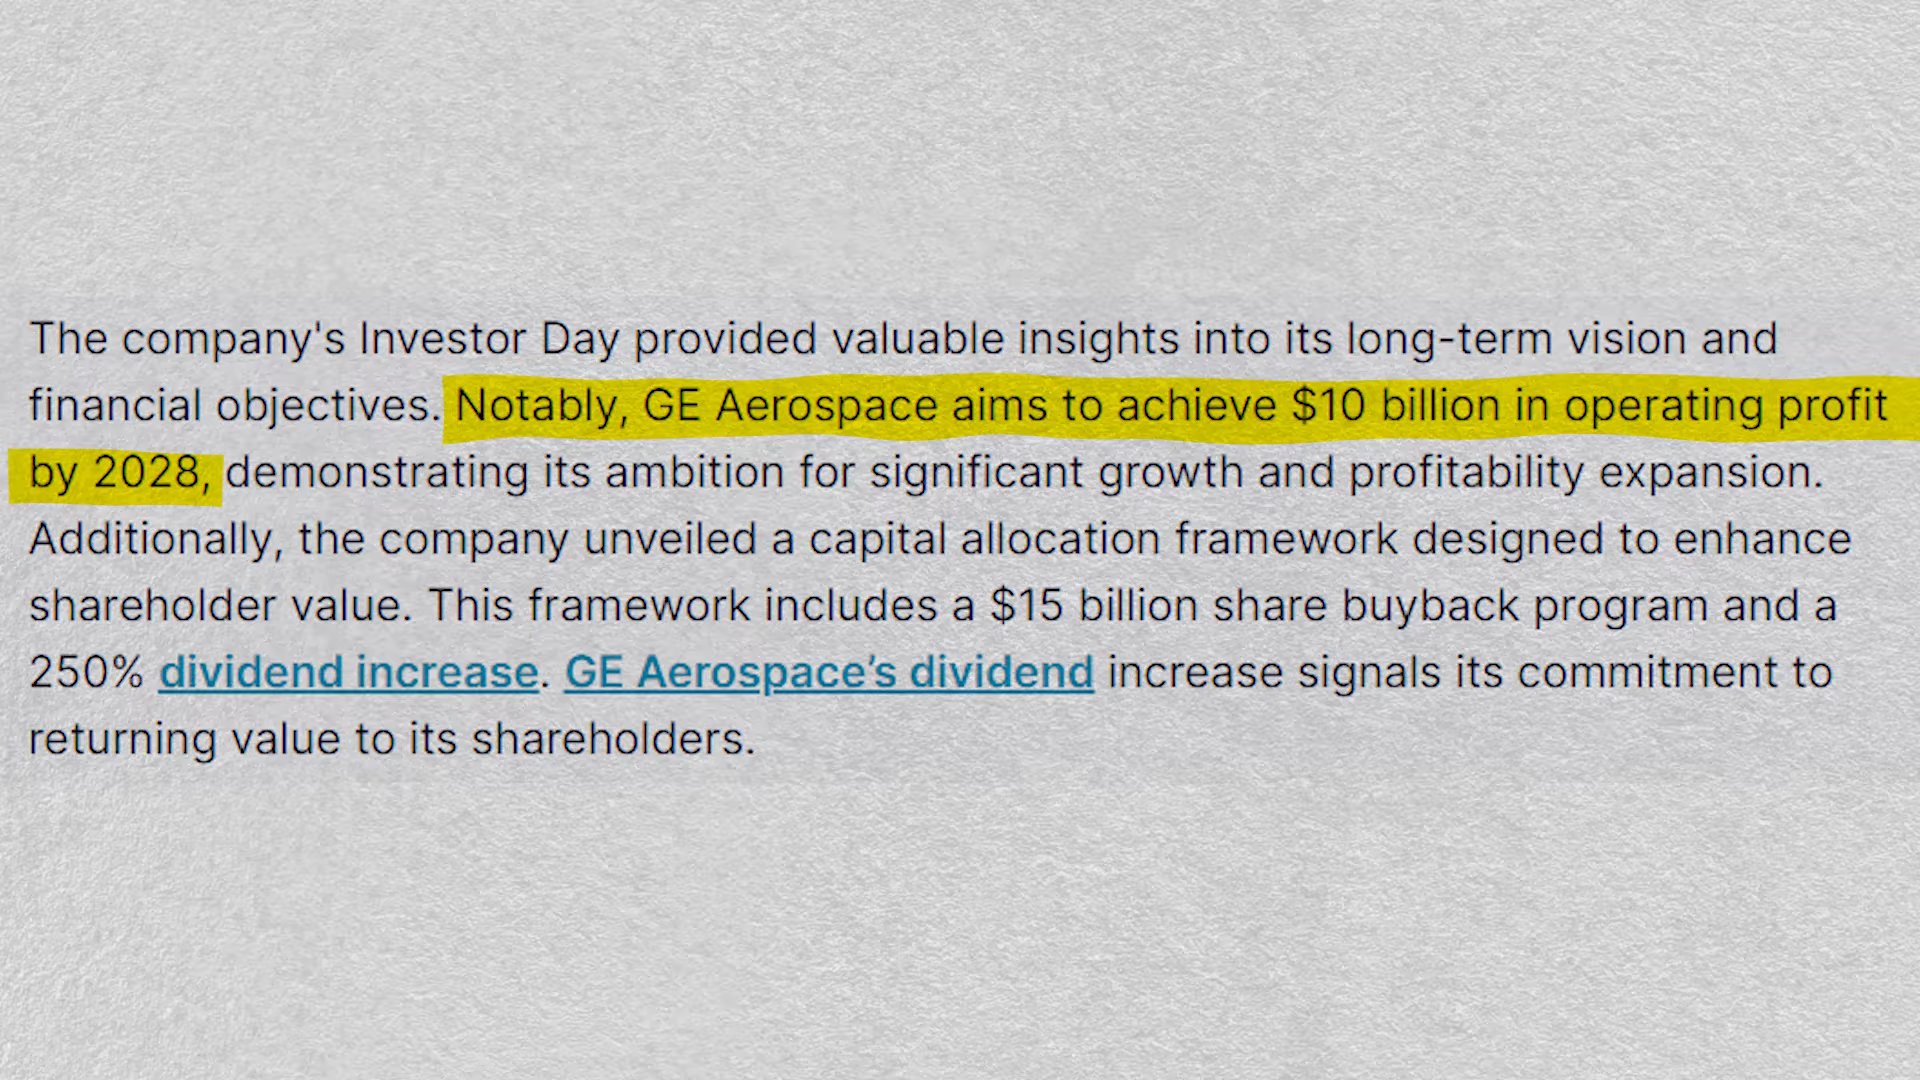 The company's Investor Day provided valuable insights into its long-term vision and
financial objectives. Notably, GE Aerospace aims to achieve $10 billion in operating profit
by 2028, demonstrating its ambition for significant growth and profitability expansion.
Additionally, the company unveiled a capital allocation framework designed to enhance
shareholder value. This framework includes a $15 billion share buyback program and a
250% dividend increase. GE Aerospace’s dividend increase signals its commitment to
returning value to its shareholders.